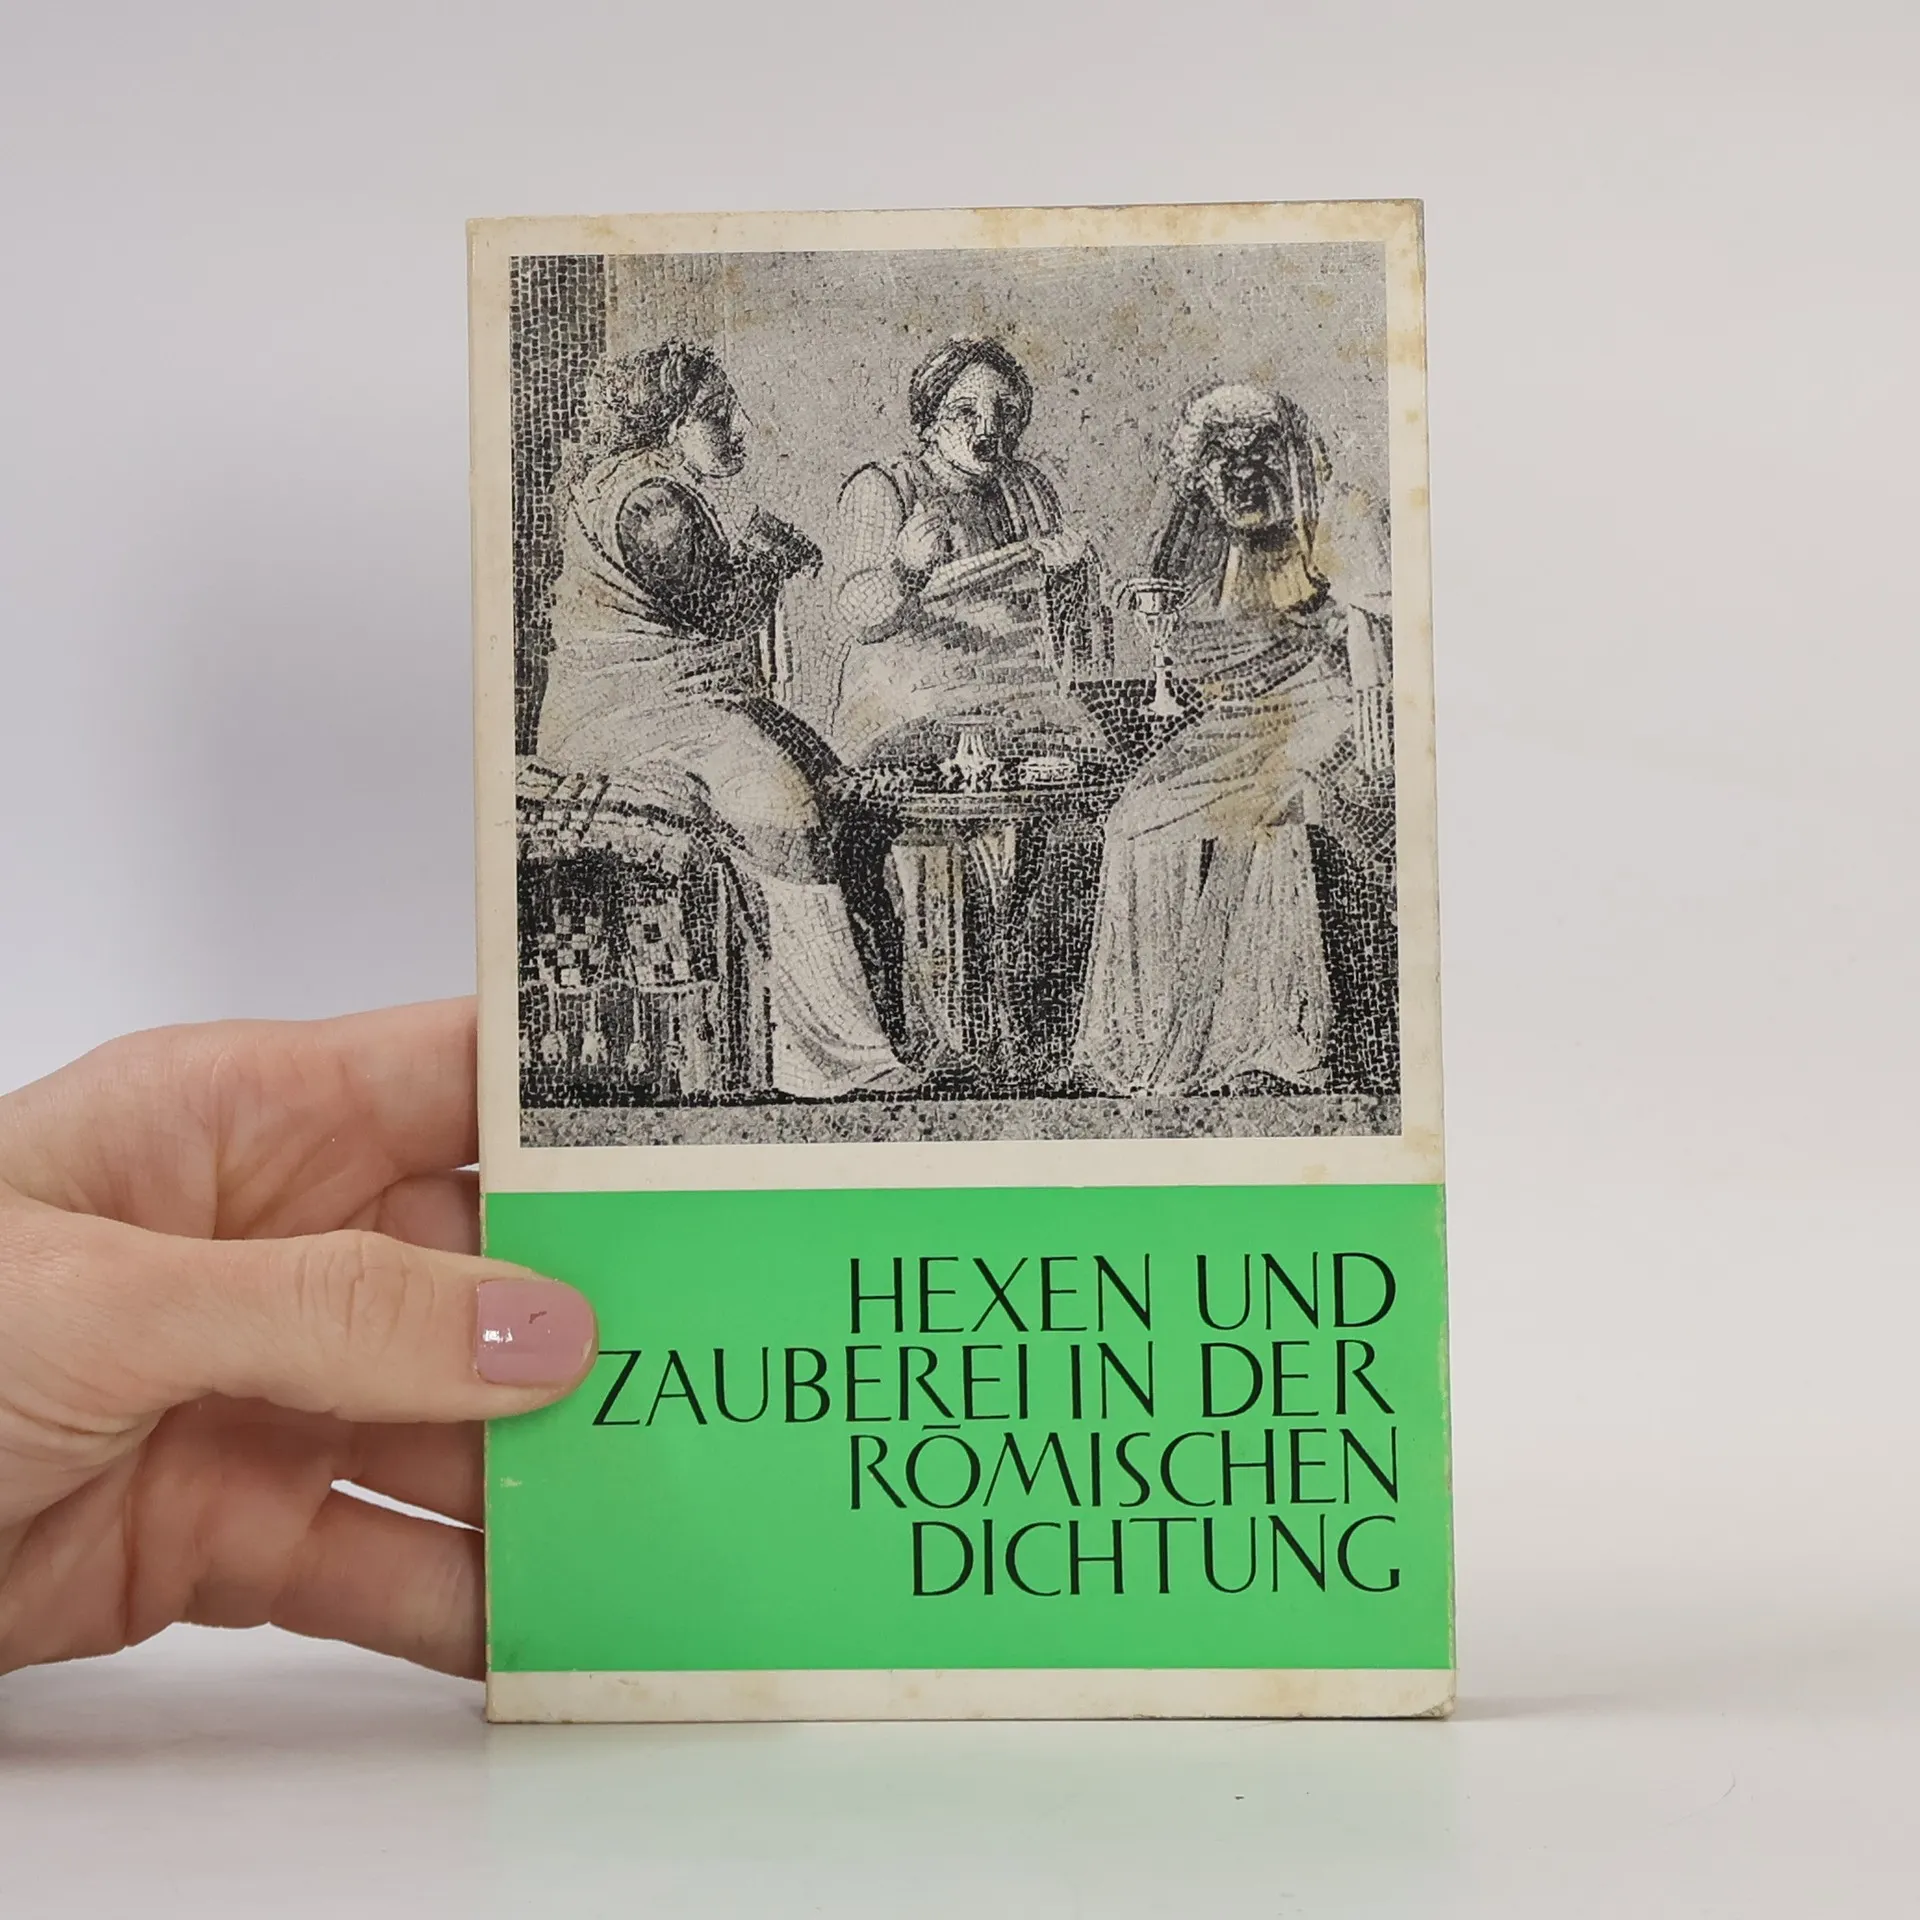 HEXEN UND
ZAUBEREI IN DER
RÖMISCHEN
DICHTUNG